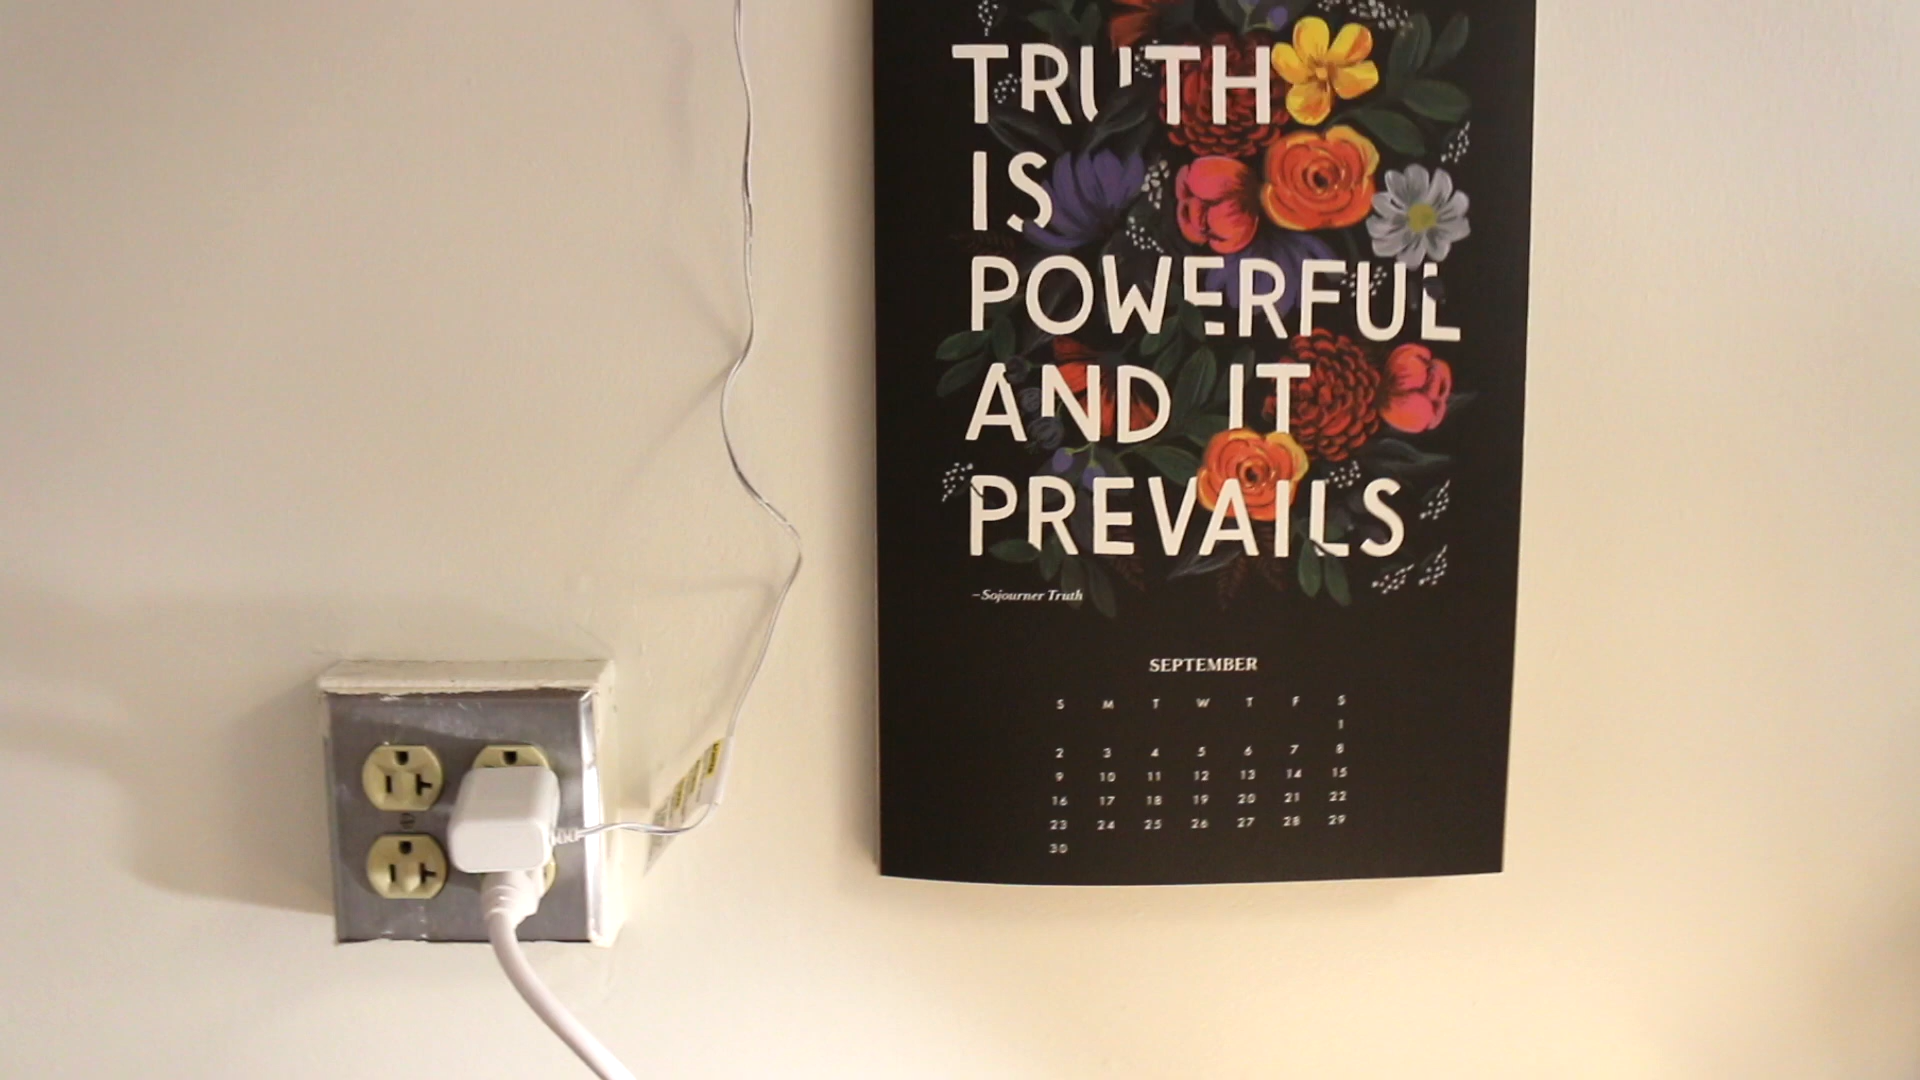 TRUTH
IS
POWERFUL
AND IT
PREVAILS
–Sojourner Truth
SEPTEMBER
S M T W T F S
1
2 3 4 5 6 7 8
9 10 11 12 13 14 15
16 17 18 19 20 21 22
23 24 25 26 27 28 29
30